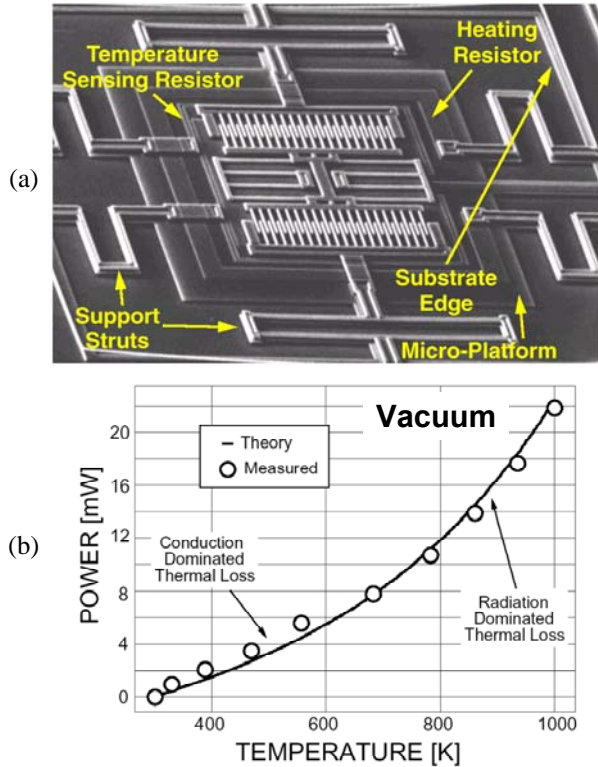 Temperature
Sensing Resistor
Heating
Resistor
(a)
Support
Struts
Substrate
Edge
Micro-Platform
(b)
Vacuum
Theory
Measured
Conduction
Dominated
Thermal Loss
Radiation
Dominated
Thermal Loss
POWER [mW]
20
16
12
8
4
0
400
600
800
1000
TEMPERATURE [K]